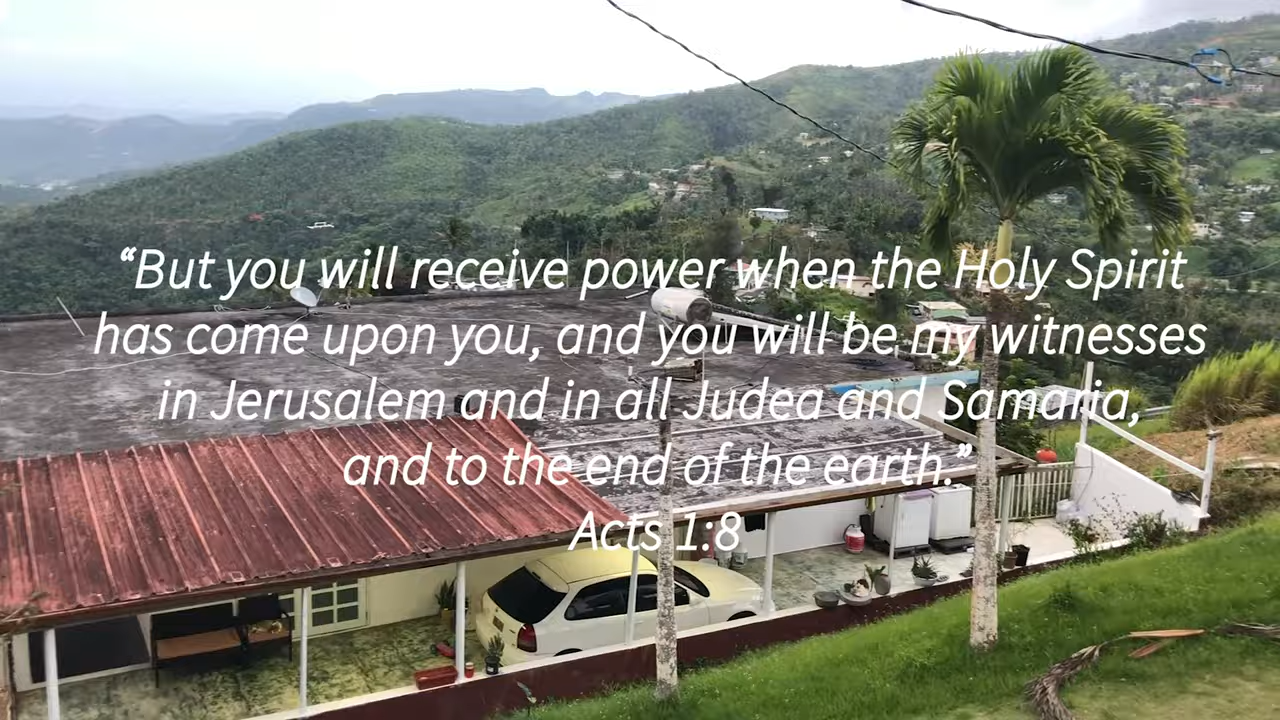 “But you will receive power when the Holy Spirit
has come upon you, and you will be my witnesses
in Jerusalem and in all Judea and Samaria,
and to the end of the earth.”
Acts 1:8